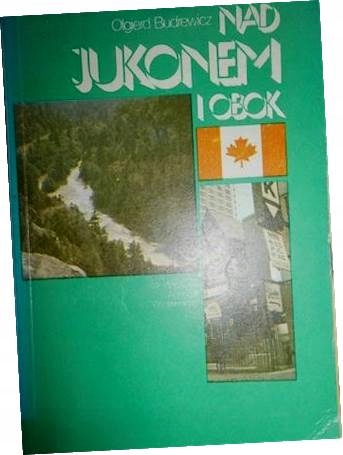 Olgierd Budrewicz
NAD
JUKONEM
I OBOK